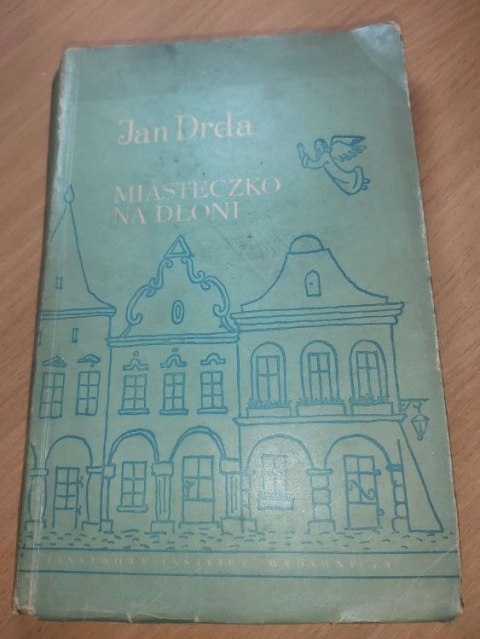 Jan Drda
MIASTECZKO
NA DŁONI
PAŃSTWOWY INSTYTUT WYDAWNICZY